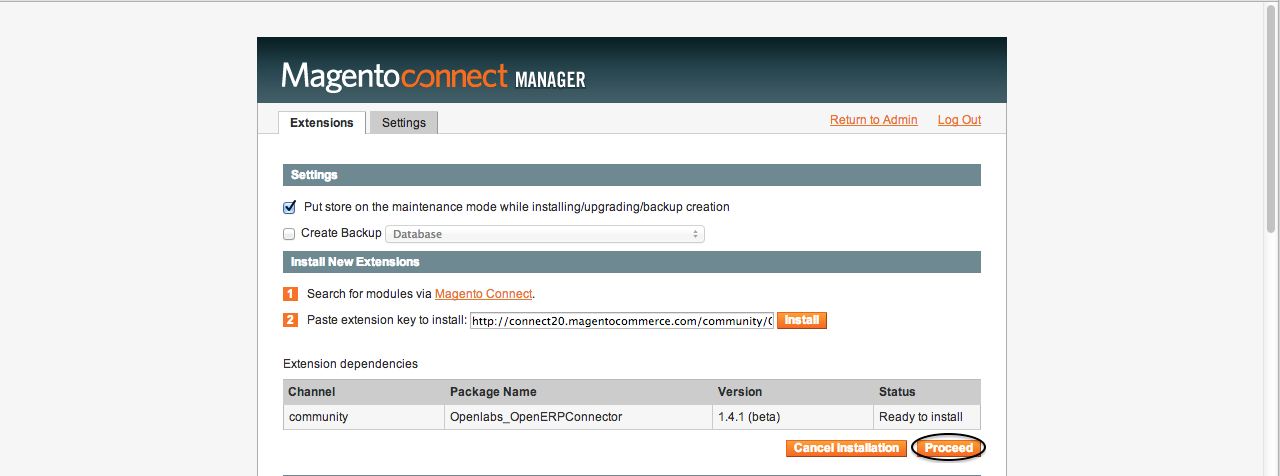 Magentoconnect MANAGER
Extensions Settings Return to Admin Log Out
Settings
Put store on the maintenance mode while installing/upgrading/backup creation
Create Backup Database
Install New Extensions
1 Search for modules via Magento Connect.
2 Paste extension key to install: http://connect20.magentocommerce.com/community/ Install
Extension dependencies
Channel Package Name Version Status
community Openlabs_OpenERPConnector 1.4.1 (beta) Ready to install
Cancel Installation Proceed